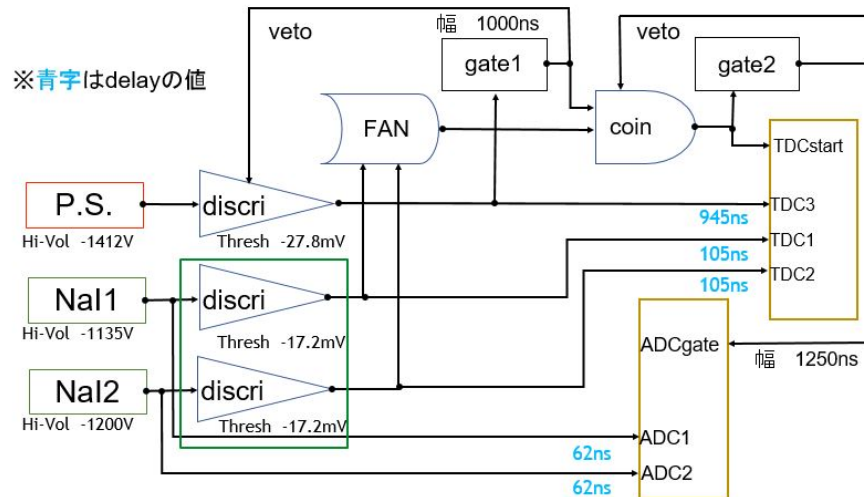 幅 1000ns
veto
veto
gate1
gate2
※青字はdelayの値
FAN
coin
TDCstart
P.S.
discri
TDC3
Hi-Vol -1412V
Thresh -27.8mV
945ns
TDC1
105ns
NaI1
discri
TDC2
105ns
Hi-Vol -1135V
Thresh -17.2mV
ADCgate
幅 1250ns
NaI2
discri
Hi-Vol -1200V
Thresh -17.2mV
ADC1
62ns
ADC2
62ns